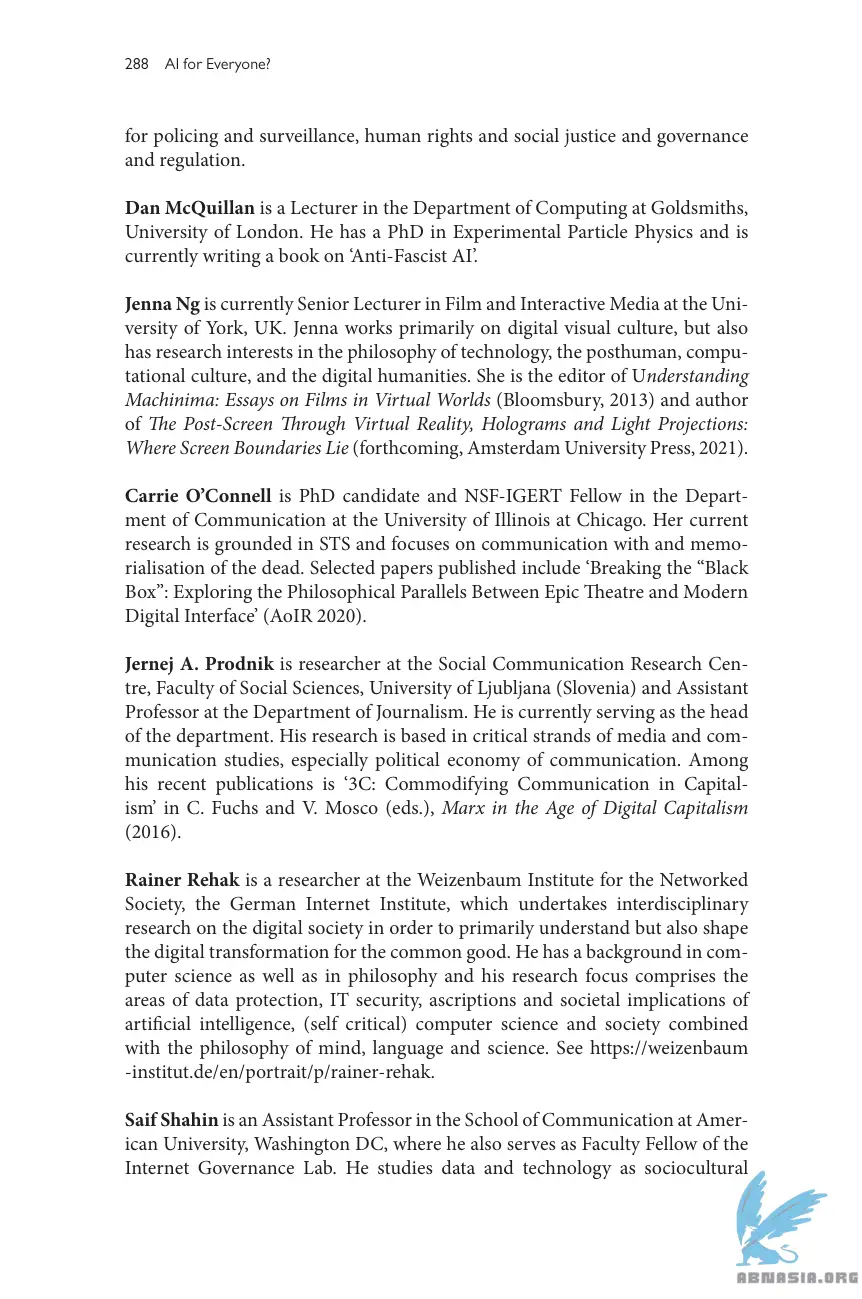 288 AI for Everyone?
for policing and surveillance, human rights and social justice and governance
and regulation.
Dan McQuillan is a Lecturer in the Department of Computing at Goldsmiths,
University of London. He has a PhD in Experimental Particle Physics and is
currently writing a book on ‘Anti-Fascist AI’.
Jenna Ng is currently Senior Lecturer in Film and Interactive Media at the Uni-
versity of York, UK. Jenna works primarily on digital visual culture, but also
has research interests in the philosophy of technology, the posthuman, compu-
tational culture, and the digital humanities. She is the editor of Understanding
Machinima: Essays on Films in Virtual Worlds (Bloomsbury, 2013) and author
of The Post-Screen Through Virtual Reality, Holograms and Light Projections:
Where Screen Boundaries Lie (forthcoming, Amsterdam University Press, 2021).
Carrie O’Connell is PhD candidate and NSF-IGERT Fellow in the Depart-
ment of Communication at the University of Illinois at Chicago. Her current
research is grounded in STS and focuses on communication with and memo-
rialisation of the dead. Selected papers published include ‘Breaking the “Black
Box”: Exploring the Philosophical Parallels Between Epic Theatre and Modern
Digital Interface’ (AoIR 2020).
Jernej A. Prodnik is researcher at the Social Communication Research Cen-
tre, Faculty of Social Sciences, University of Ljubljana (Slovenia) and Assistant
Professor at the Department of Journalism. He is currently serving as the head
of the department. His research is based in critical strands of media and com-
munication studies, especially political economy of communication. Among
his recent publications is ‘3C: Commodifying Communication in Capital-
ism’ in C. Fuchs and V. Mosco (eds.), Marx in the Age of Digital Capitalism
(2016).
Rainer Rehak is a researcher at the Weizenbaum Institute for the Networked
Society, the German Internet Institute, which undertakes interdisciplinary
research on the digital society in order to primarily understand but also shape
the digital transformation for the common good. He has a background in com-
puter science as well as in philosophy and his research focus comprises the
areas of data protection, IT security, ascriptions and societal implications of
artificial intelligence, (self critical) computer science and society combined
with the philosophy of mind, language and science. See https://weizenbaum
-institut.de/en/portrait/p/rainer-rehak.
Saif Shahin is an Assistant Professor in the School of Communication at Amer-
ican University, Washington DC, where he also serves as Faculty Fellow of the
Internet Governance Lab. He studies data and technology as sociocultural
ABNASIA.ORG